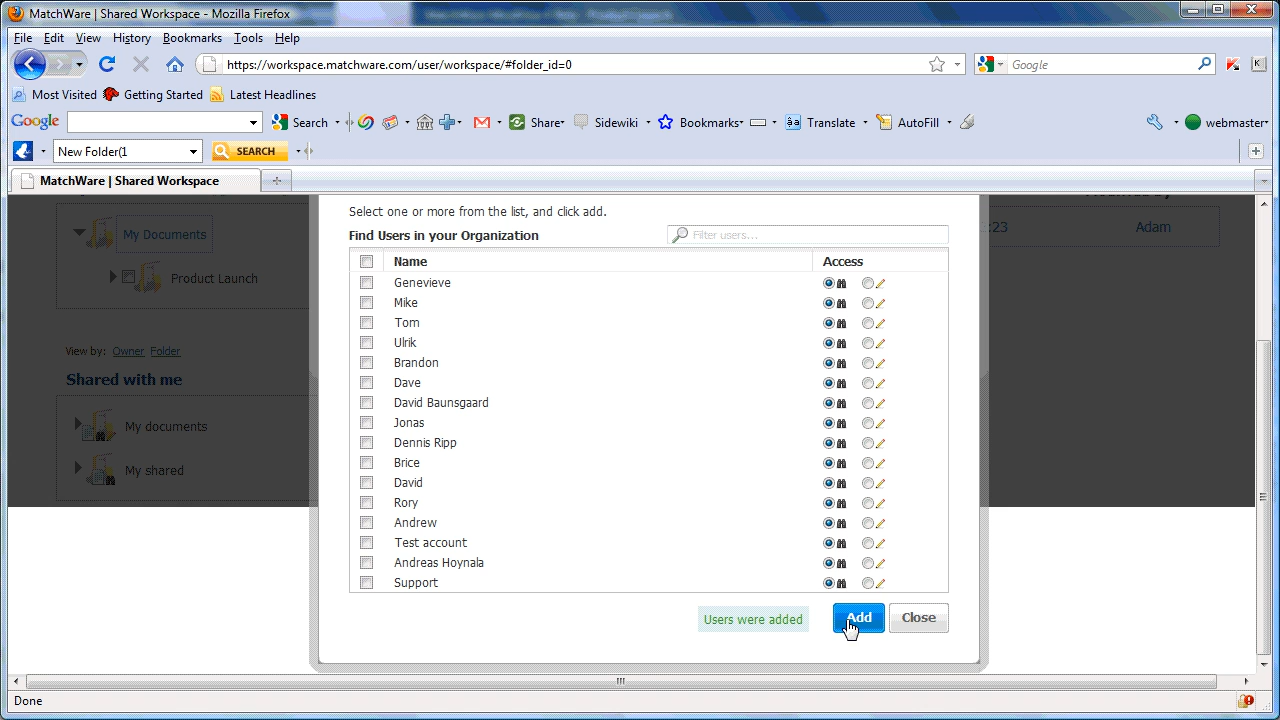 MatchWare | Shared Workspace - Mozilla Firefox
File Edit View History Bookmarks Tools Help
https://workspace.matchware.com/user/workspace/#folder_id=0
Google
Most Visited Getting Started Latest Headlines
Google Search Share Sidewiki Bookmarks Translate AutoFill webmaster
New Folder(1 SEARCH
MatchWare | Shared Workspace
Select one or more from the list, and click add.
Find Users in your Organization Filter users...
Name Access
Genevieve
Mike
Tom
Ulrik
Brandon
Dave
David Baunsgaard
Jonas
Dennis Ripp
Brice
David
Rory
Andrew
Test account
Andreas Hoynala
Support
Users were added Add Close
My Documents
Product Launch
View by: Owner Folder
Shared with me
My documents
My shared
:23 Adam
Done